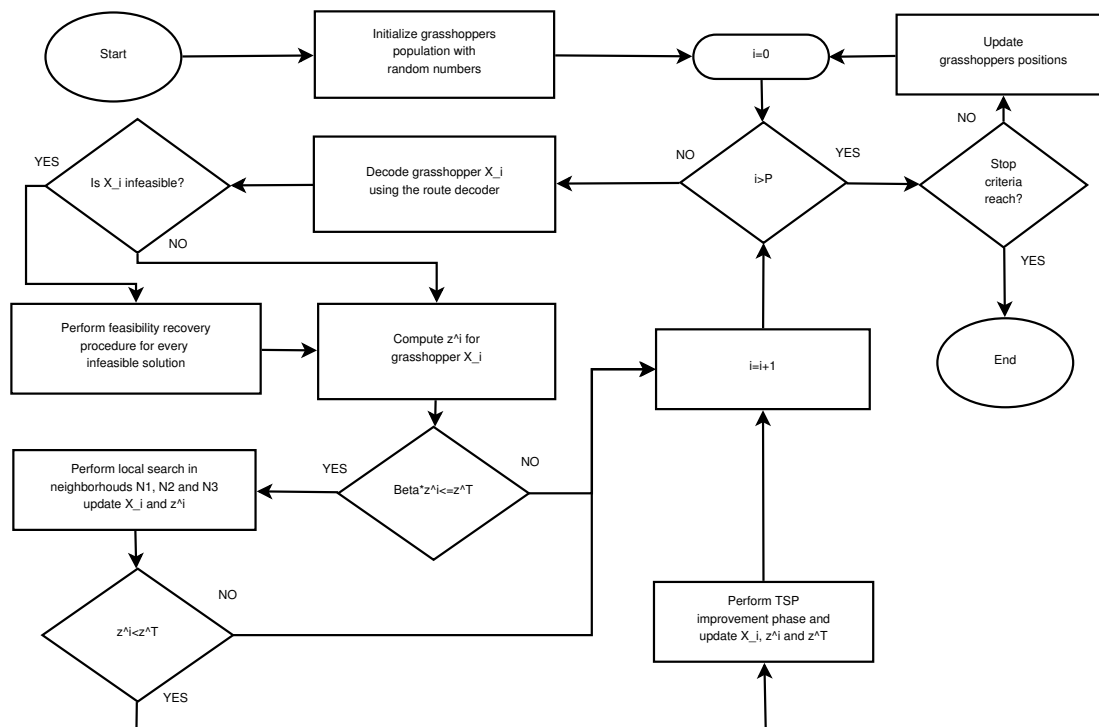 Start
Initialize grasshoppers
population with
random numbers
i=0
Update
grasshoppers positions
NO
YES
Is X_i infeasible?
NO
Decode grasshopper X_i
using the route decoder
NO
i>P
YES
Stop
criteria
reach?
YES
Perform feasibility recovery
procedure for every
infeasible solution
Compute z^i for
grasshopper X_i
i=i+1
End
Perform local search in
neighborhouds N1, N2 and N3
update X_i and z^i
YES
Beta*z^i<=z^T
NO
z^i<z^T
NO
YES
Perform TSP
improvement phase and
update X_i, z^i and z^T